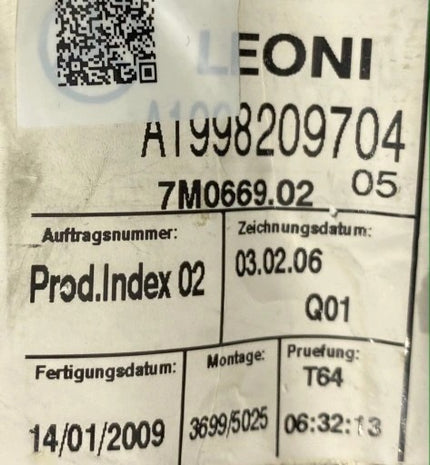 LEONI
A1998209704
7M0669.02 05
Auftragsnummer:
Prod.Index 02
Zeichnungsdatum:
03.02.06
Q01
Fertigungsdatum:
14/01/2009
Montage:
3699/5025
Pruefung:
T64
06:32:13